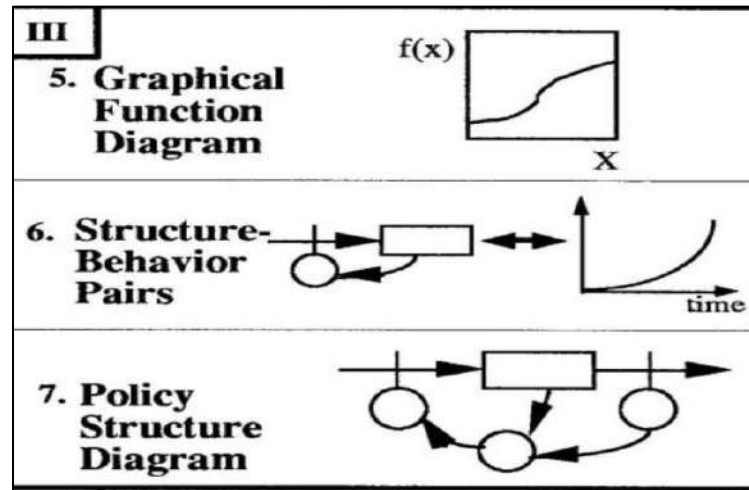 III
5. Graphical
Function
Diagram
f(x)
X
6. Structure-
Behavior
Pairs
time
7. Policy
Structure
Diagram